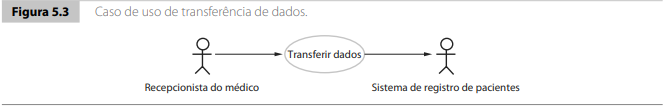 Figura 5.3 Caso de uso de transferência de dados.
Transferir dados
Recepcionista do médico Sistema de registro de pacientes